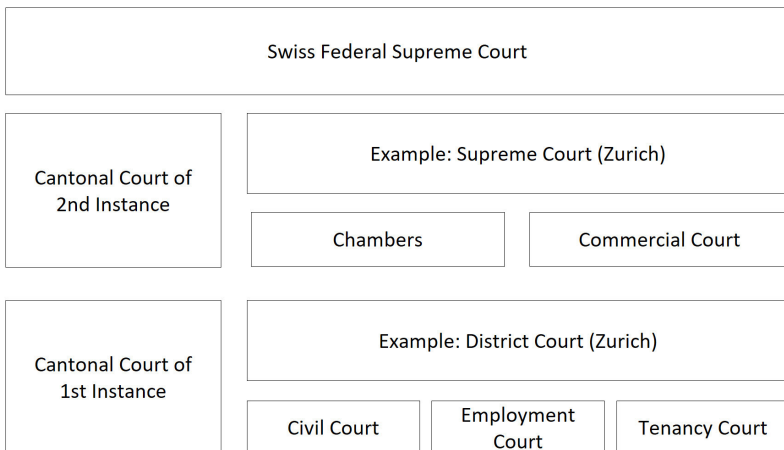 Swiss Federal Supreme Court
Cantonal Court of
2nd Instance
Example: Supreme Court (Zurich)
Chambers
Commercial Court
Cantonal Court of
1st Instance
Example: District Court (Zurich)
Civil Court
Employment
Court
Tenancy Court